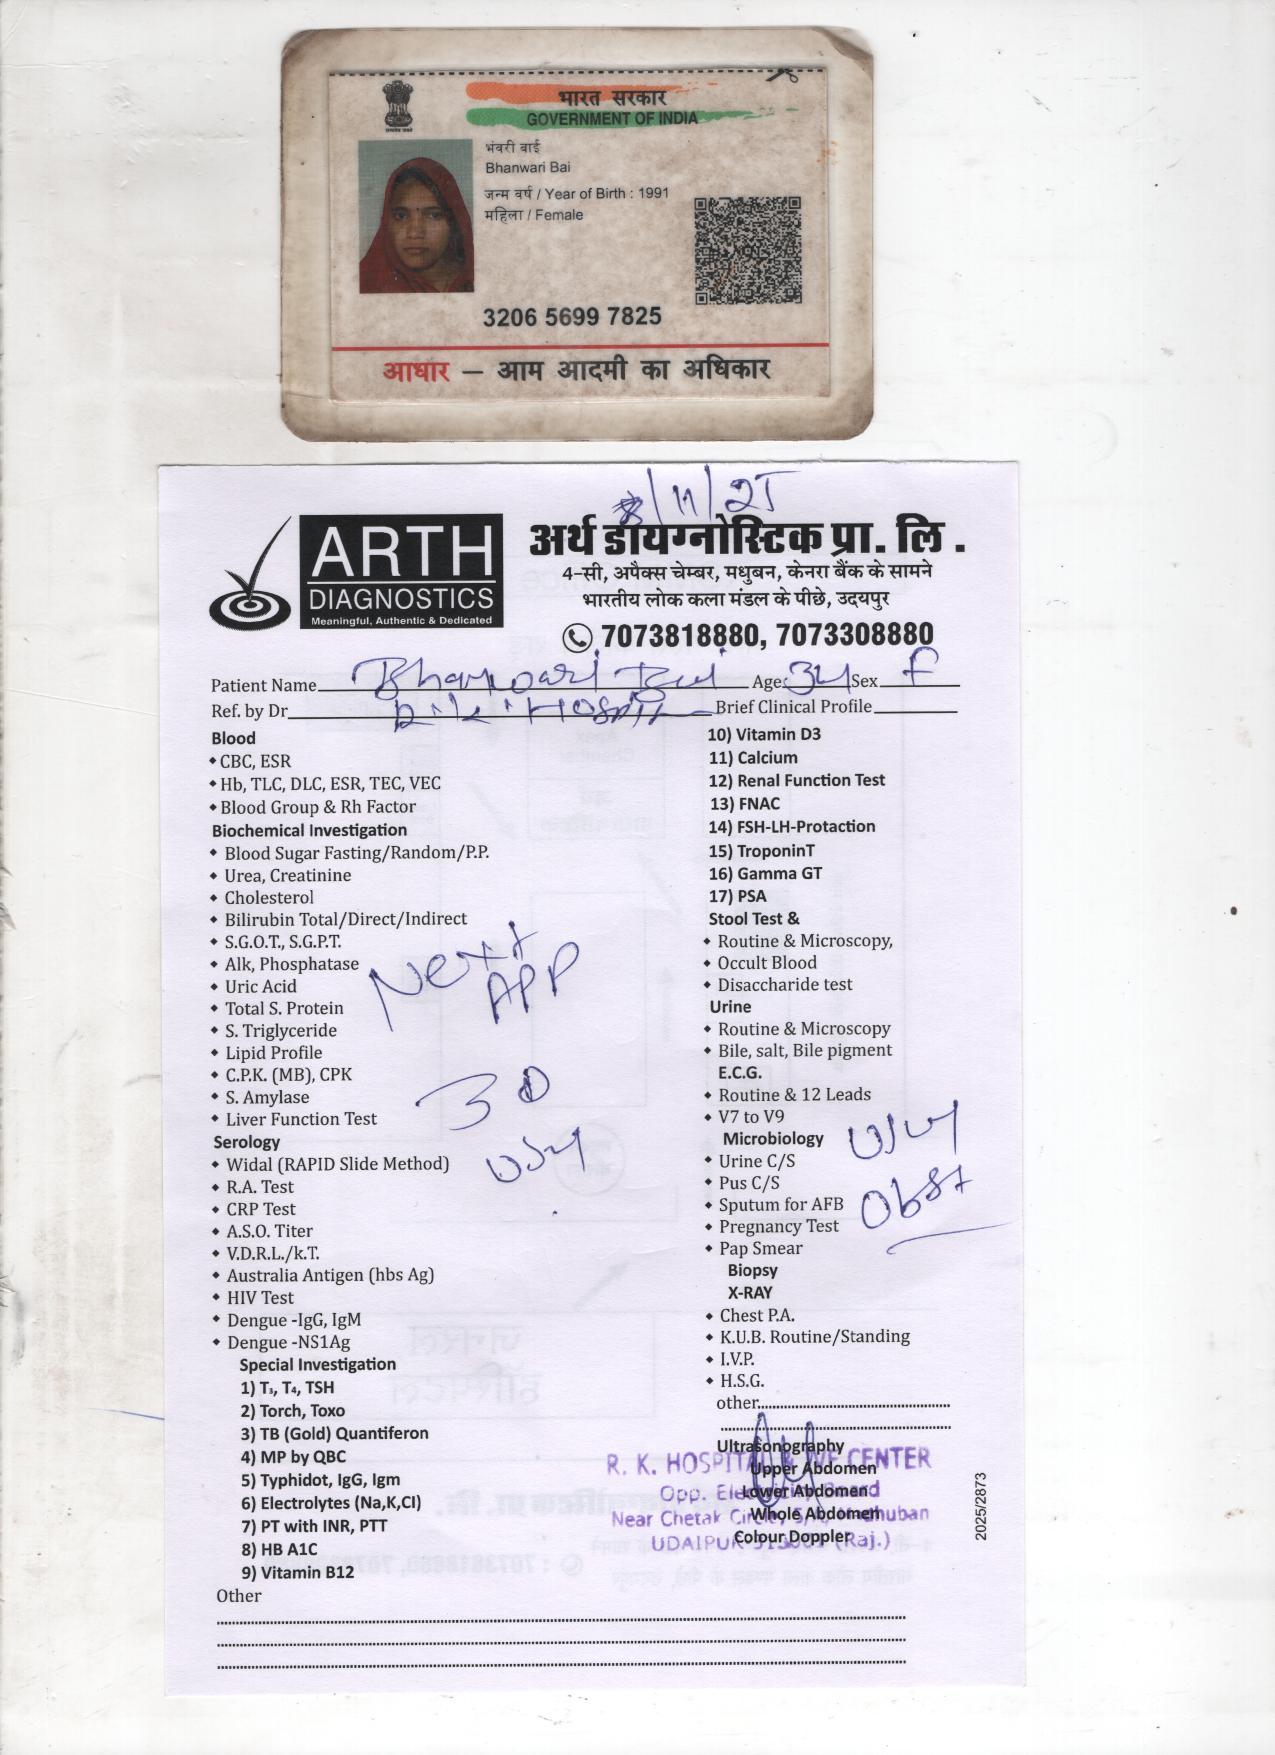 भारत सरकार
GOVERNMENT OF INDIA
भंवरी बाई
Bhanwari Bai
जन्म वर्ष / Year of Birth : 1991
महिला / Female
3206 5699 7825
आधार – आम आदमी का अधिकार
8/11/25
ARTH
DIAGNOSTICS
Meaningful, Authentic & Dedicated
अर्थ डायग्नोस्टिक प्रा. लि .
4-सी, अपैक्स चेम्बर, मधुबन, केनरा बैंक के सामने
भारतीय लोक कला मंडल के पीछे, उदयपुर
7073818880, 7073308880
Patient Name Bhanwari Bai Age: 34 Sex F
Ref. by Dr R.K. Hospital Brief Clinical Profile
Blood
CBC, ESR
Hb, TLC, DLC, ESR, TEC, VEC
Blood Group & Rh Factor
Biochemical Investigation
Blood Sugar Fasting/Random/P.P.
Urea, Creatinine
Cholesterol
Bilirubin Total/Direct/Indirect
S.G.O.T., S.G.P.T.
Alk, Phosphatase
Uric Acid
Total S. Protein
S. Triglyceride
Lipid Profile
C.P.K. (MB), CPK
S. Amylase
Liver Function Test
Next
APP
3D
USG
Serology
Widal (RAPID Slide Method)
R.A. Test
CRP Test
A.S.O. Titer
V.D.R.L./k.T.
Australia Antigen (hbs Ag)
HIV Test
Dengue -IgG, IgM
Dengue -NS1Ag
Special Investigation
1) T₃, T₄, TSH
2) Torch, Toxo
3) TB (Gold) Quantiferon
4) MP by QBC
5) Typhidot, IgG, Igm
6) Electrolytes (Na,K,Cl)
7) PT with INR, PTT
8) HB A1C
9) Vitamin B12
10) Vitamin D3
11) Calcium
12) Renal Function Test
13) FNAC
14) FSH-LH-Protaction
15) TroponinT
16) Gamma GT
17) PSA
Stool Test &
Routine & Microscopy,
Occult Blood
Disaccharide test
Urine
Routine & Microscopy
Bile, salt, Bile pigment
E.C.G.
Routine & 12 Leads
V7 to V9
Microbiology
Urine C/S
Pus C/S
Sputum for AFB
Pregnancy Test
Pap Smear
USG
Obst
Biopsy
X-RAY
Chest P.A.
K.U.B. Routine/Standing
I.V.P.
H.S.G.
other
Ultrasonography
Upper Abdomen
Lower Abdomen
Whole Abdomen
Colour Doppler
R. K. HOSPITAL & IVF CENTER
Opp. Electricity Board
Near Chetak Circle, Madhuban
UDAIPUR 313001 (Raj.)
2025/2873
Other